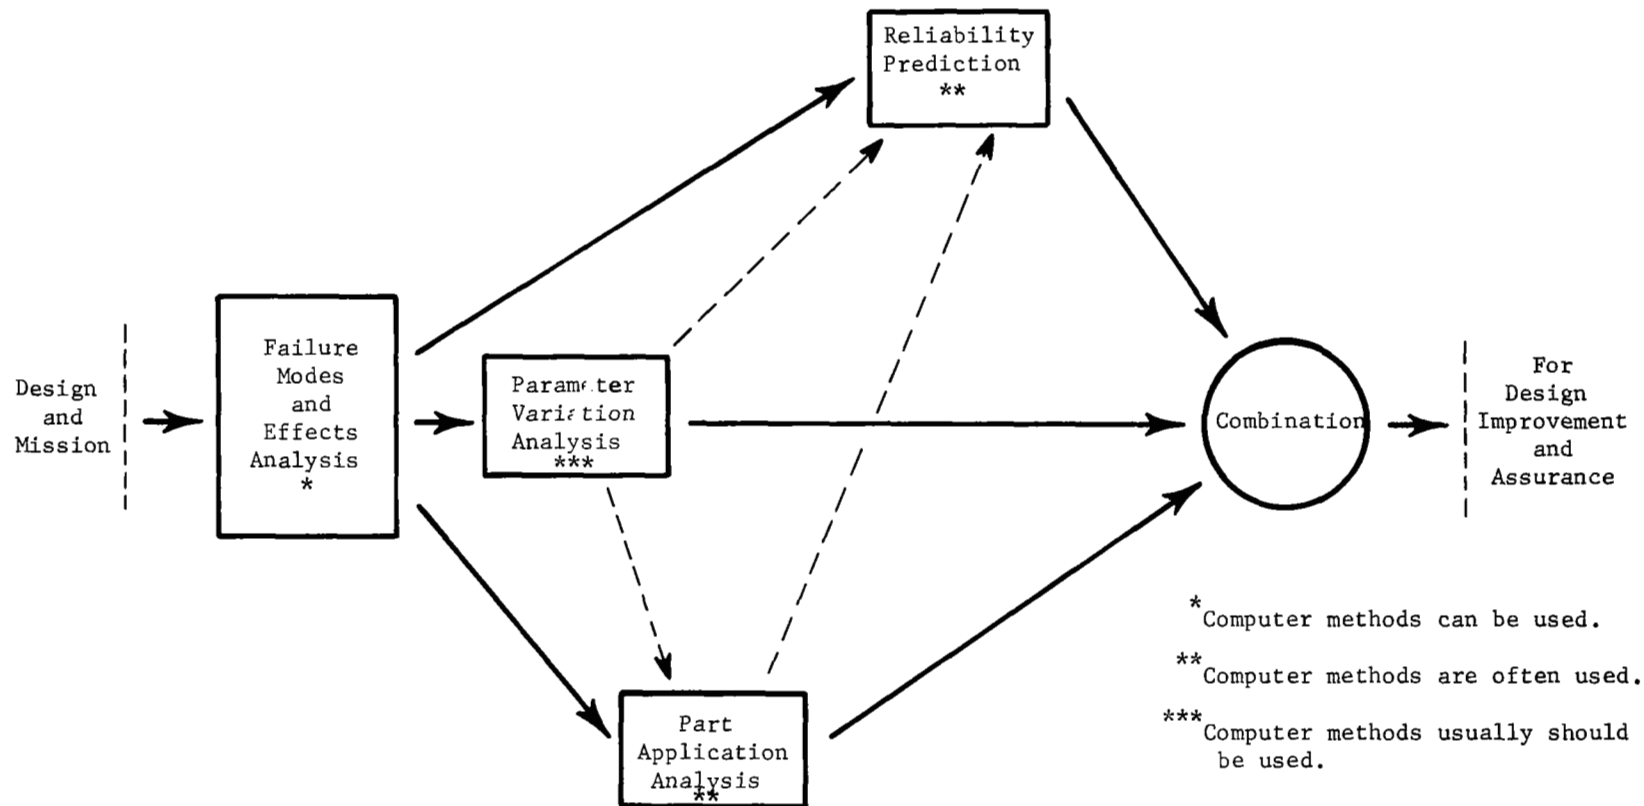 Reliability
Prediction
**
Failure
Modes
and
Effects
Analysis
*
Design
and
Mission
Parameter
Variation
Analysis
***
Combination
For
Design
Improvement
and
Assurance
Part
Application
Analysis
**
*Computer methods can be used.
**Computer methods are often used.
***Computer methods usually should
be used.